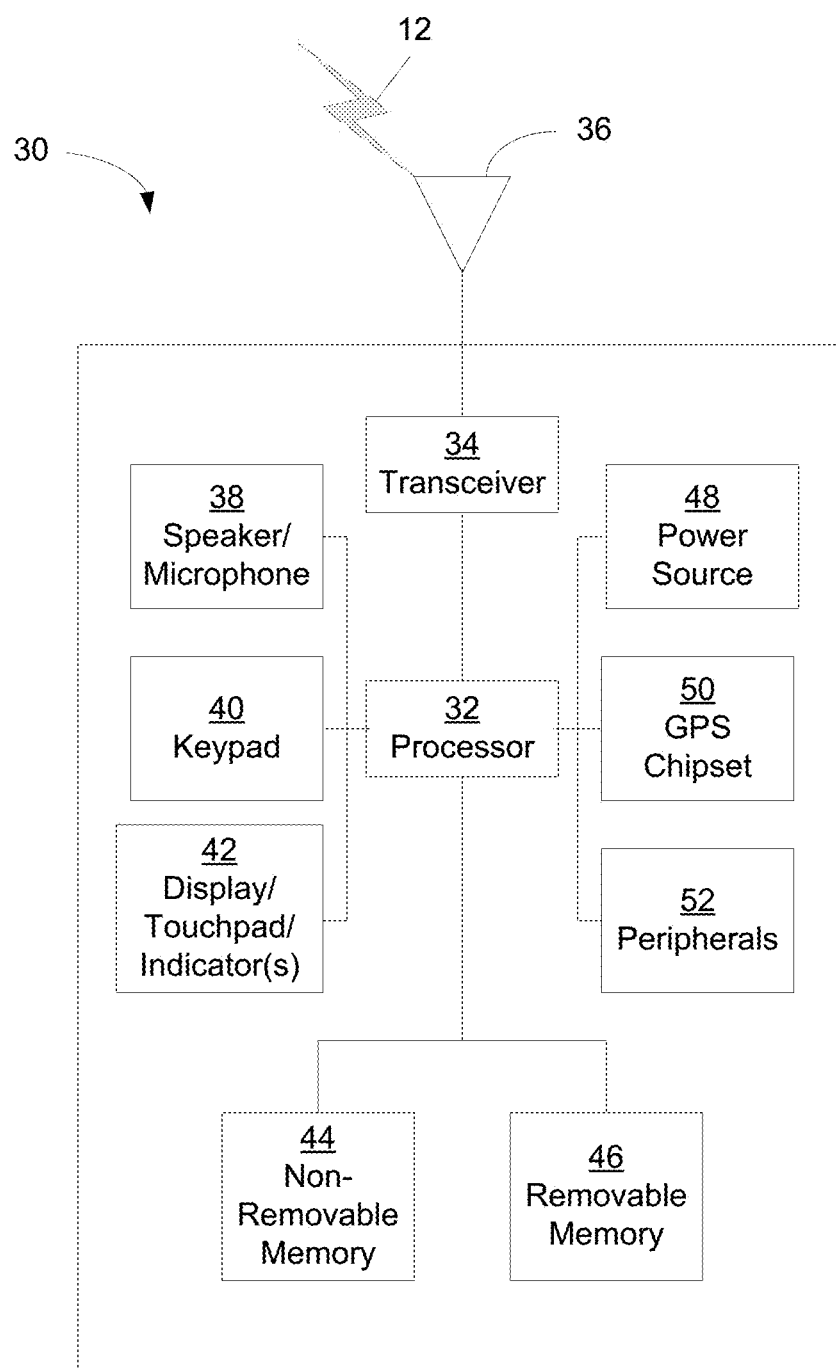 12
36
30
34
Transceiver
38
Speaker/
Microphone
48
Power
Source
40
Keypad
32
Processor
50
GPS
Chipset
42
Display/
Touchpad/
Indicator(s)
52
Peripherals
44
Non-
Removable
Memory
46
Removable
Memory